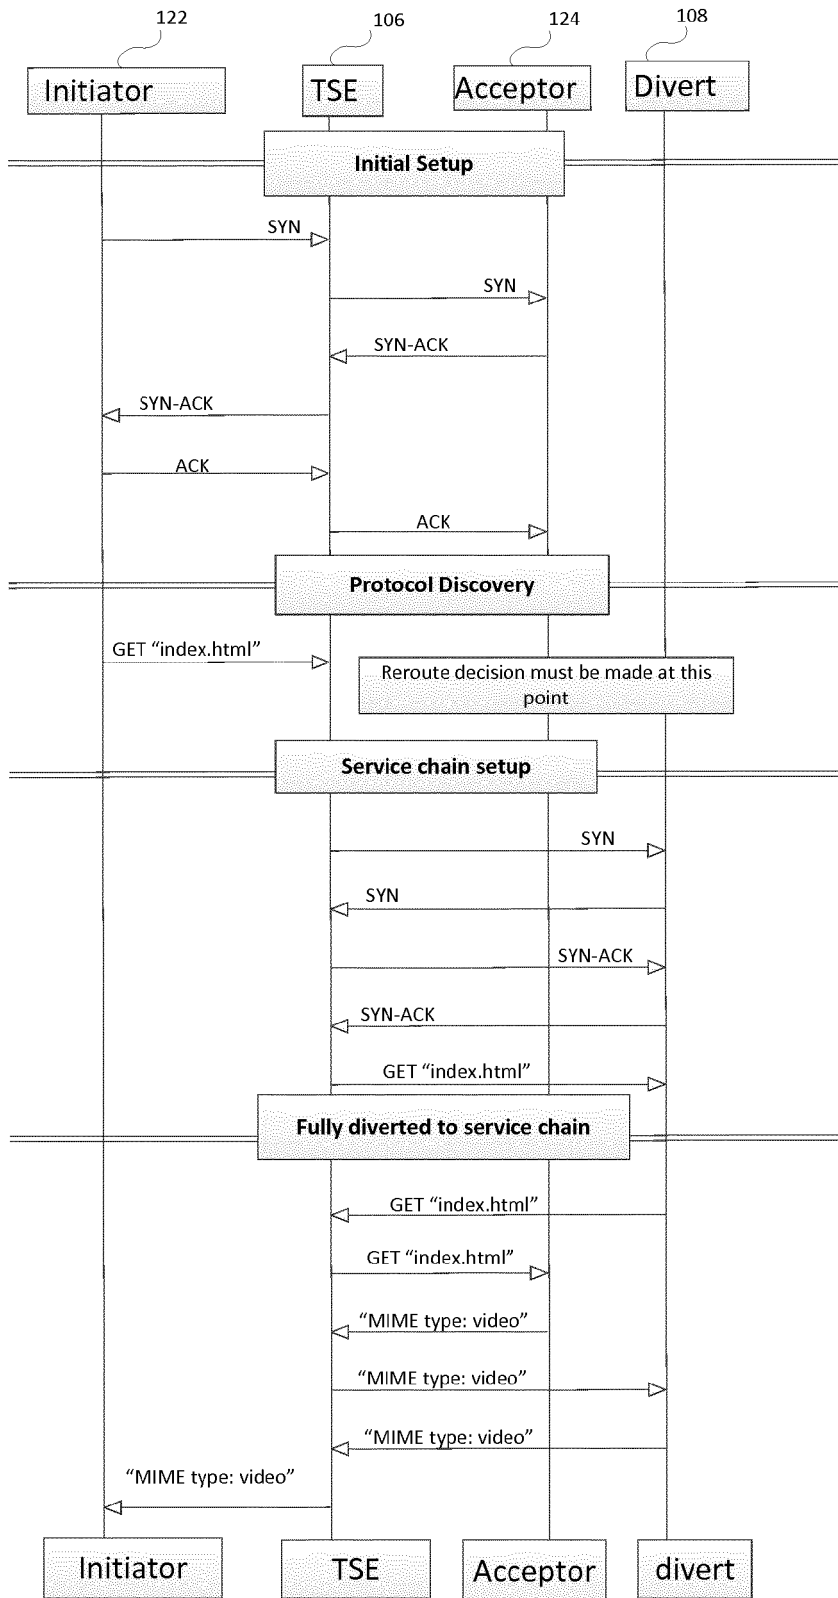 122
106
124
108
Initiator
TSE
Acceptor
Divert
Initial Setup
SYN
SYN
SYN-ACK
SYN-ACK
ACK
ACK
Protocol Discovery
GET “index.html”
Reroute decision must be made at this
point
Service chain setup
SYN
SYN
SYN-ACK
SYN-ACK
GET “index.html”
Fully diverted to service chain
GET “index.html”
GET “index.html”
“MIME type: video”
“MIME type: video”
“MIME type: video”
“MIME type: video”
Initiator
TSE
Acceptor
divert